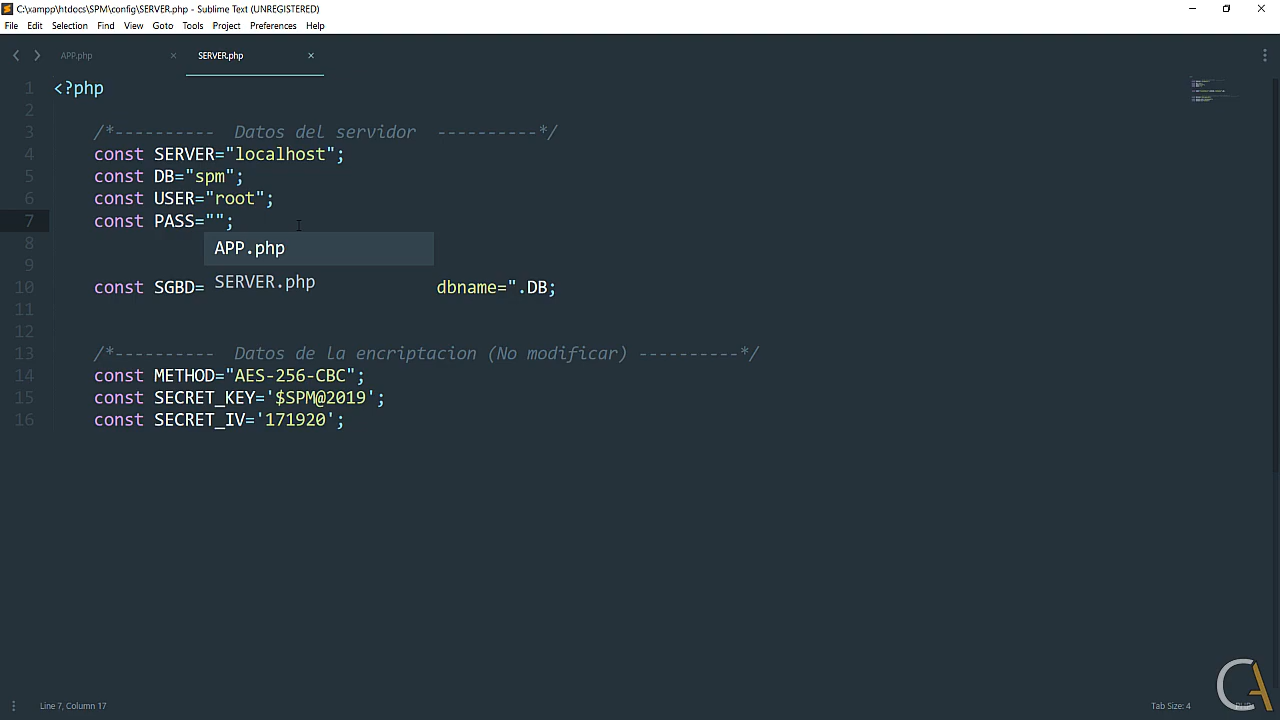 C:\xampp\htdocs\SPM\config\SERVER.php - Sublime Text (UNREGISTERED)
File Edit Selection Find View Goto Tools Project Preferences Help
APP.php SERVER.php
1 <?php
2
3 /*---------- Datos del servidor ----------*/
4 const SERVER="localhost";
5 const DB="spm";
6 const USER="root";
7 const PASS="";
8 APP.php
9
10 const SGBD= SERVER.php dbname=".DB;
11
12
13 /*---------- Datos de la encriptacion (No modificar) ----------*/
14 const METHOD="AES-256-CBC";
15 const SECRET_KEY='$SPM@2019';
16 const SECRET_IV='171920';
Line 7, Column 17 Tab Size: 4 PHP
CA